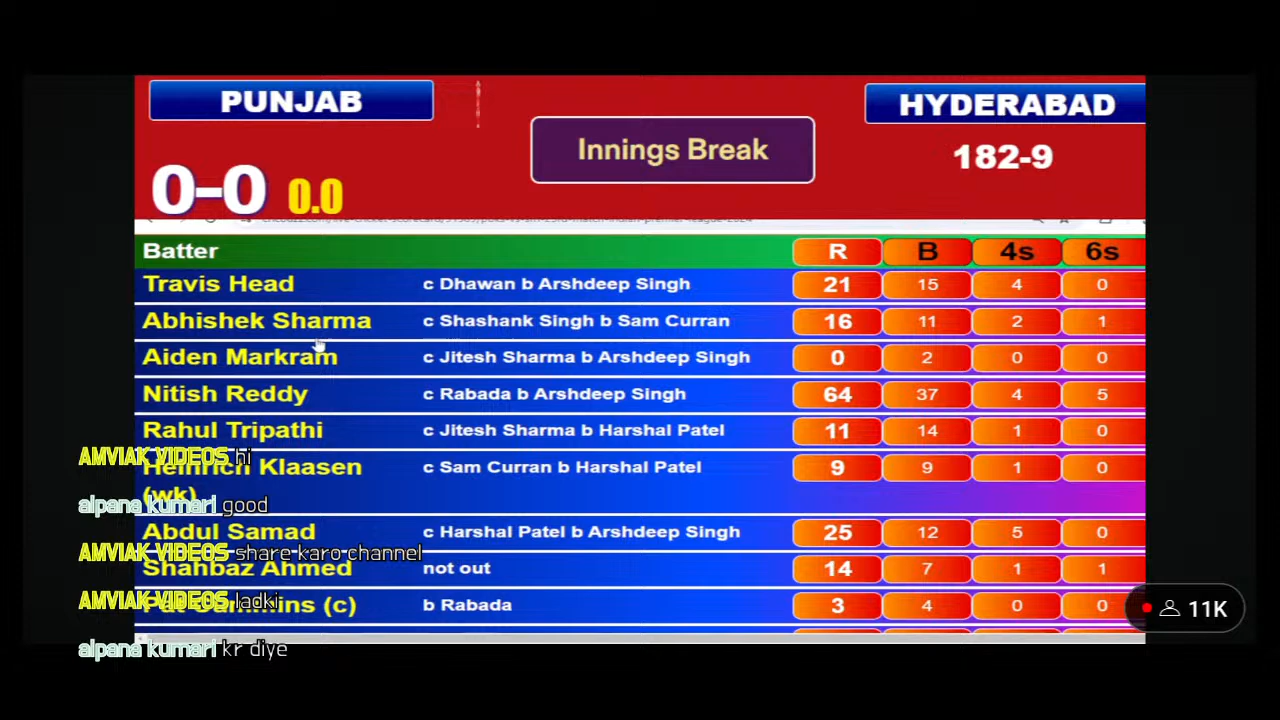 PUNJAB
HYDERABAD
Innings Break
182-9
0-0 0.0
Batter R B 4s 6s
Travis Head c Dhawan b Arshdeep Singh 21 15 4 0
Abhishek Sharma c Shashank Singh b Sam Curran 16 11 2 1
Aiden Markram c Jitesh Sharma b Arshdeep Singh 0 2 0 0
Nitish Reddy c Rabada b Arshdeep Singh 64 37 4 5
Rahul Tripathi c Jitesh Sharma b Harshal Patel 11 14 1 0
AMVIAK VIDEOS hi
Heinrich Klaasen c Sam Curran b Harshal Patel 9 9 1 0
(wk)
alpana kumari good
Abdul Samad c Harshal Patel b Arshdeep Singh 25 12 5 0
AMVIAK VIDEOS share karo channel
Shahbaz Ahmed not out 14 7 1 1
AMVIAK VIDEOS ladki
(c) b Rabada 3 4 0 0
11K
alpana kumari kr diye